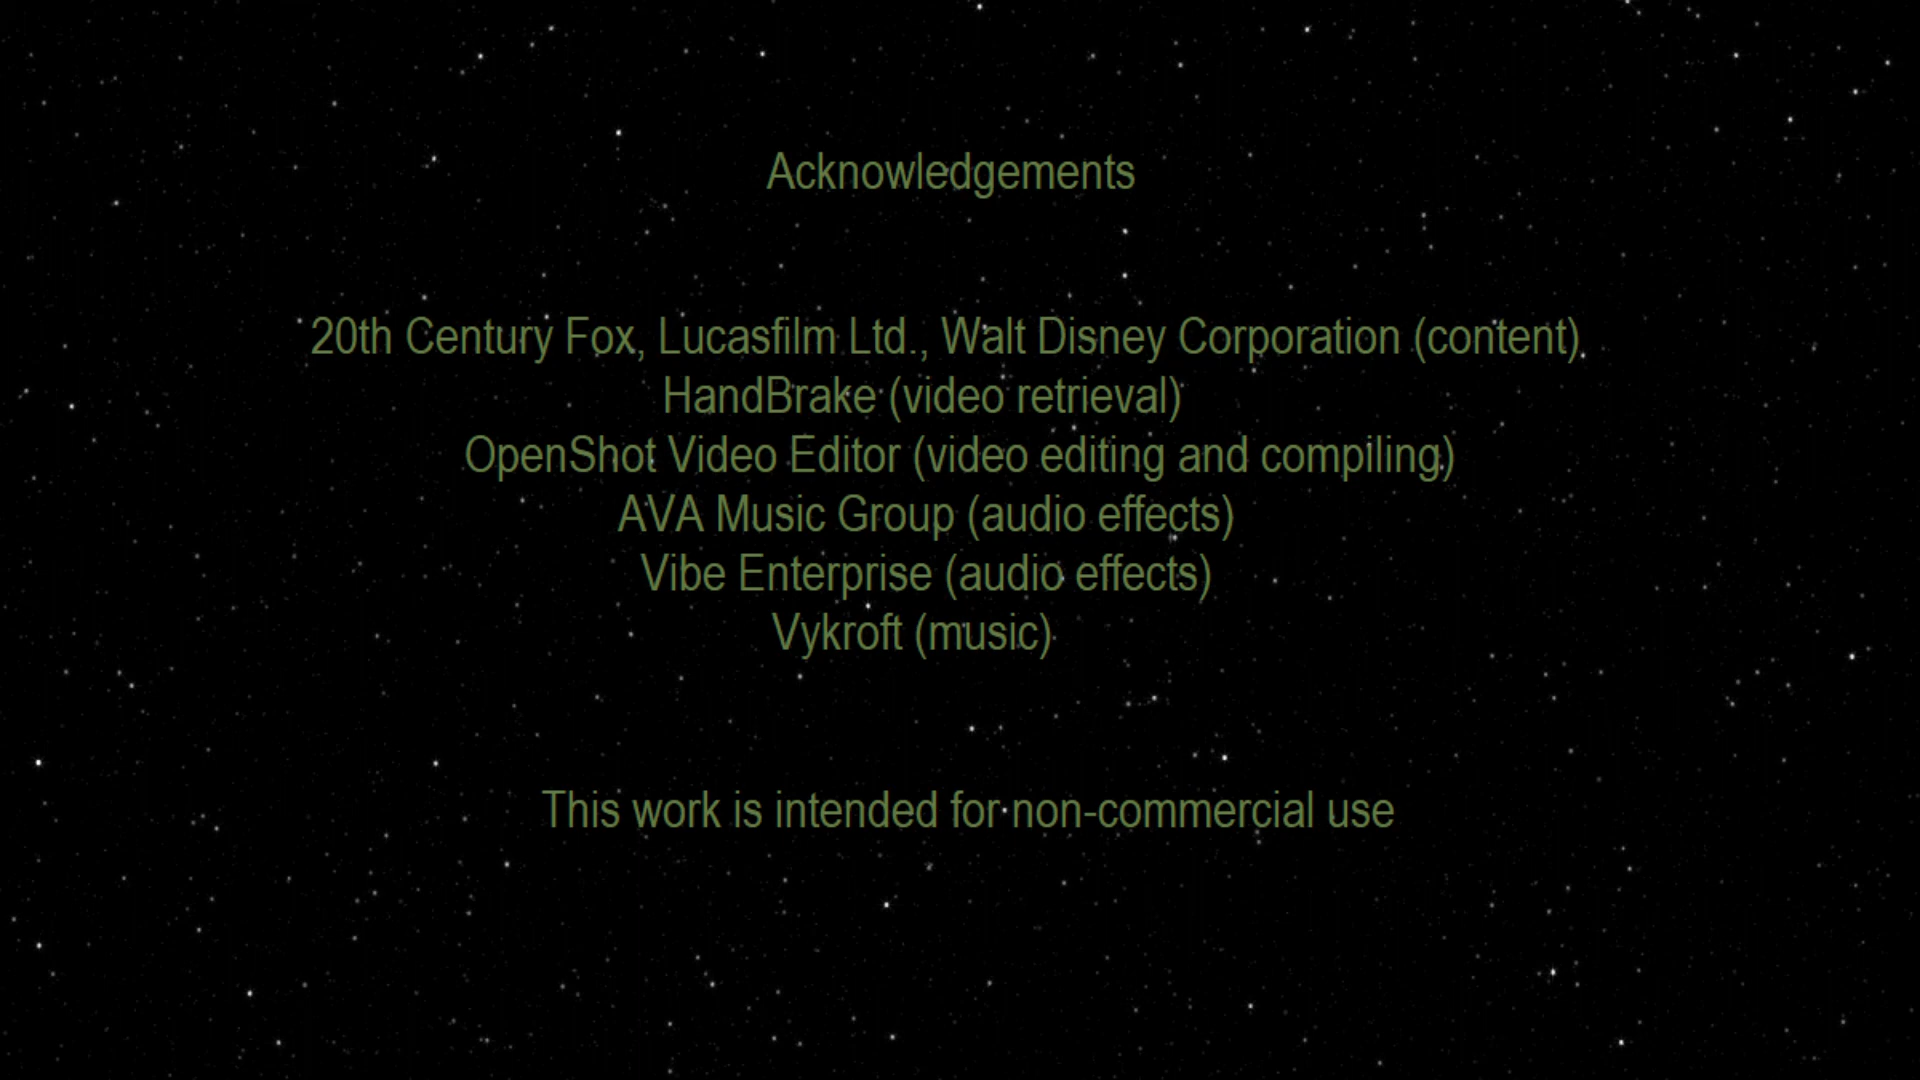 Acknowledgements
20th Century Fox, Lucasfilm Ltd., Walt Disney Corporation (content)
HandBrake (video retrieval)
OpenShot Video Editor (video editing and compiling)
AVA Music Group (audio effects)
Vibe Enterprise (audio effects)
Vykroft (music)
This work is intended for non-commercial use